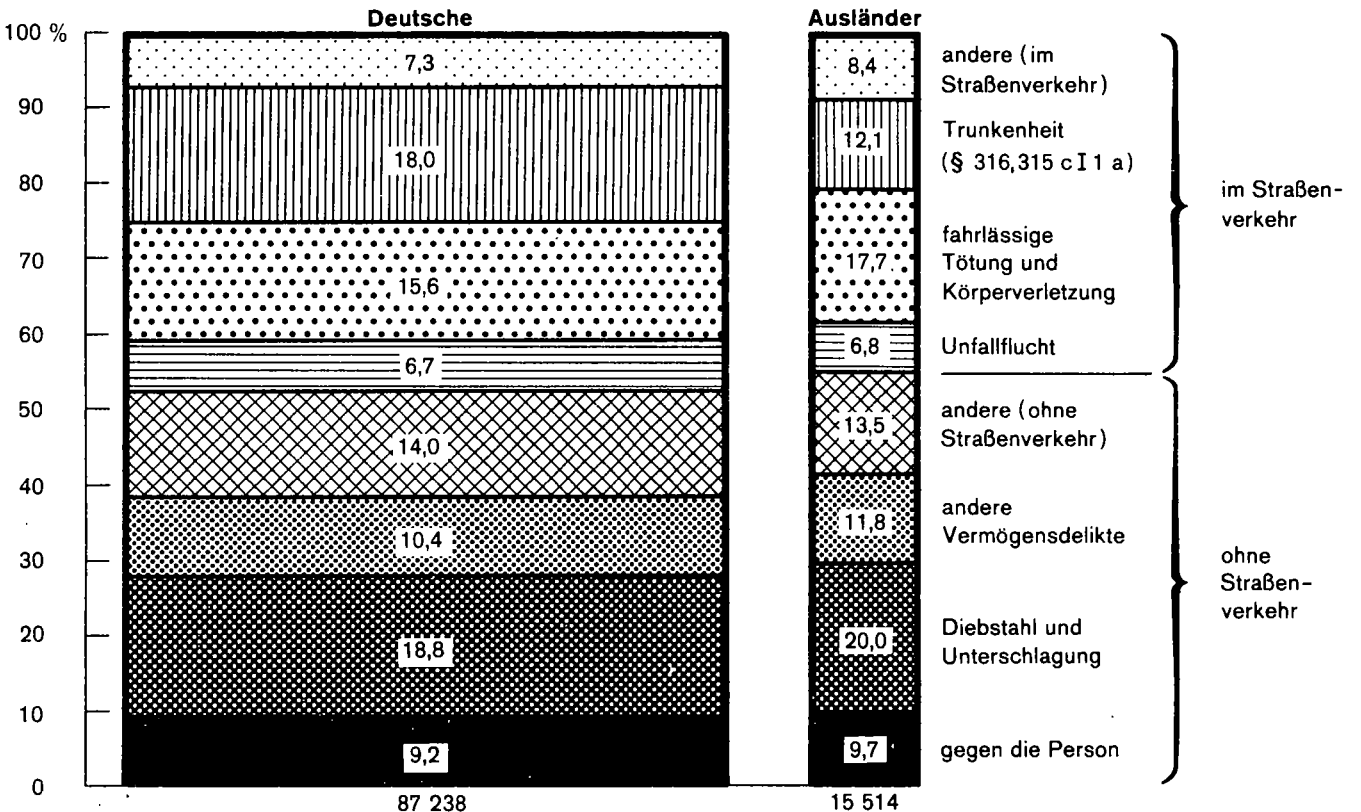 Deutsche
Ausländer
100 %
90
80
70
60
50
40
30
20
10
0
7,3
18,0
15,6
6,7
14,0
10,4
18,8
9,2
87 238
8,4
12,1
17,7
6,8
13,5
11,8
20,0
9,7
15 514
andere (im
Straßenverkehr)
Trunkenheit
(§ 316,315 c I 1 a)
fahrlässige
Tötung und
Körperverletzung
Unfallflucht
andere (ohne
Straßenverkehr)
andere
Vermögensdelikte
Diebstahl und
Unterschlagung
gegen die Person
im Straßen-
verkehr
ohne
Straßen-
verkehr